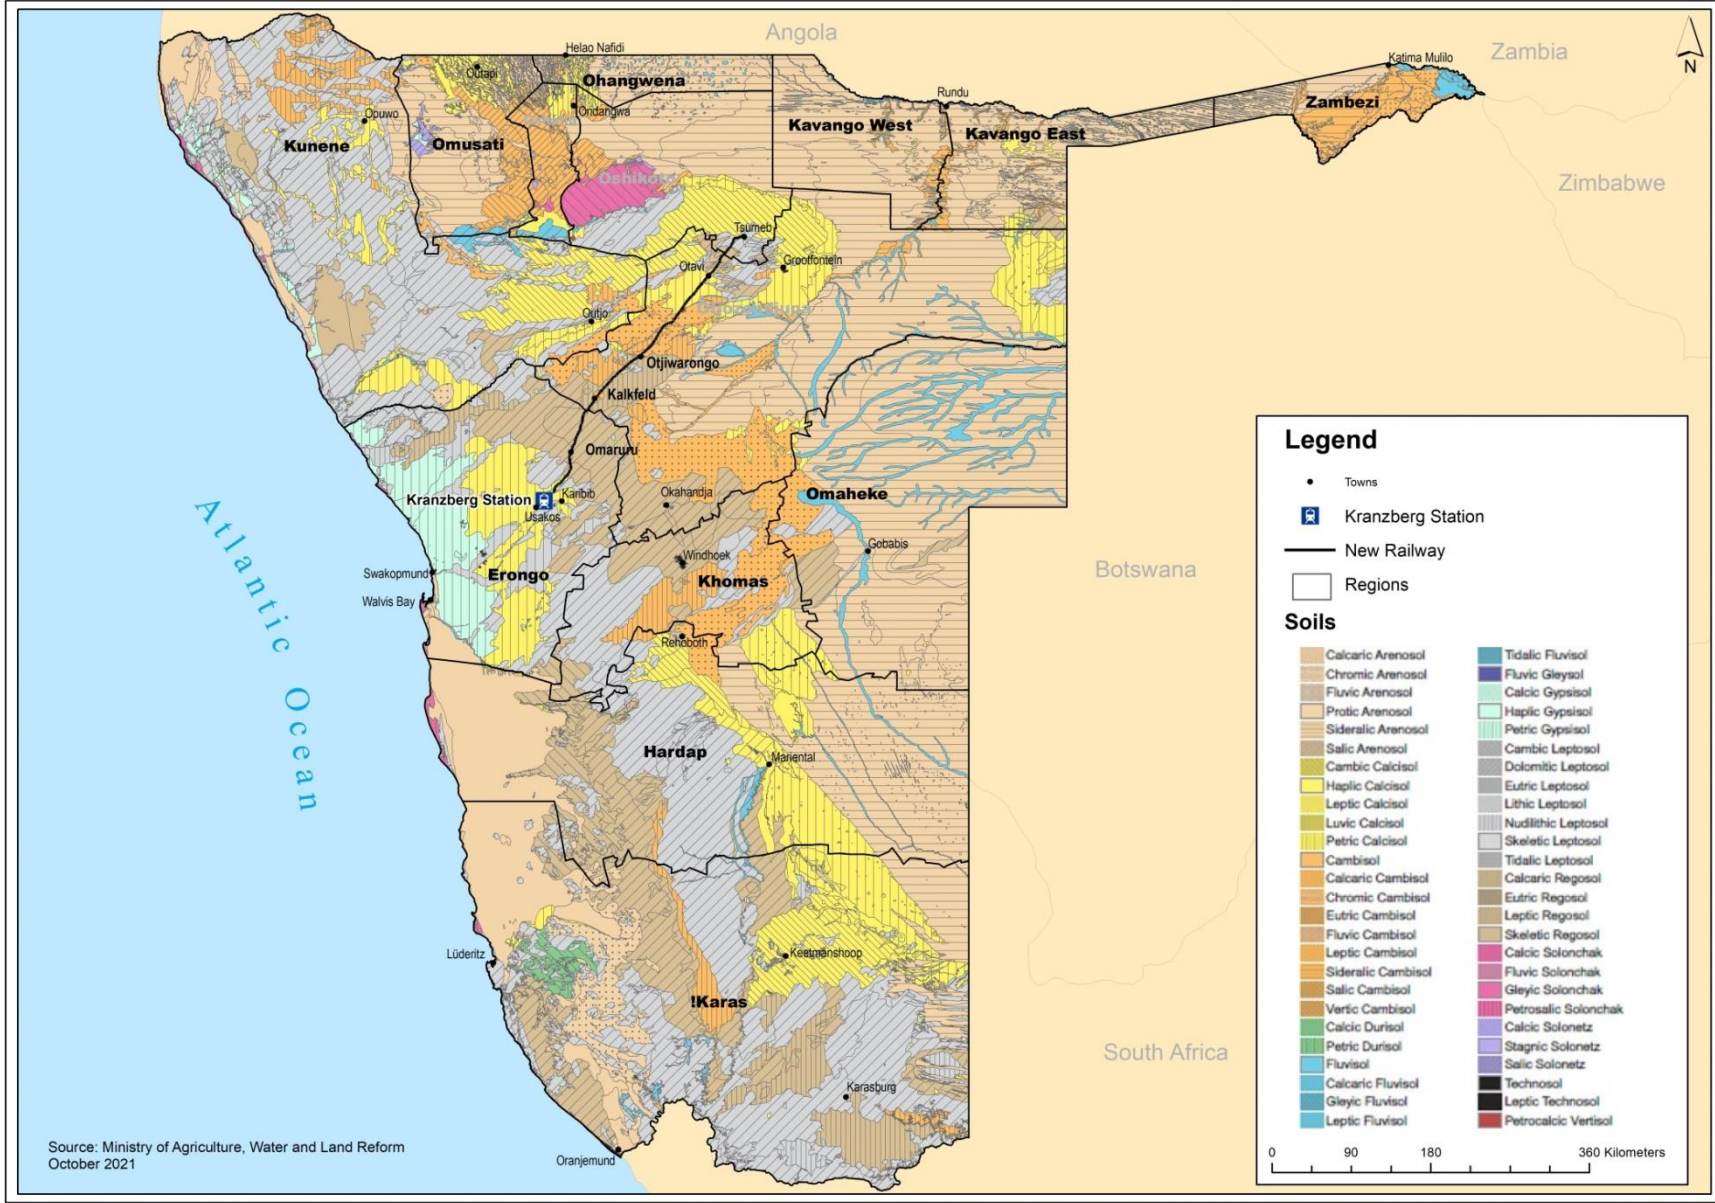 Angola
Zambia
Zimbabwe
Botswana
South Africa
Atlantic Ocean
N
Helao Nafidi
Katima Mulilo
Outapi
Ohangwena
Ondangwa
Rundu
Zambezi
Opuwo
Kunene
Omusati
Kavango West
Kavango East
Tsumeb
Otavi
Grootfontein
Outjo
Otjiwarongo
Kalkfeld
Omaruru
Kranzberg Station
Karibib
Usakos
Okahandja
Omaheke
Gobabis
Windhoek
Khomas
Swakopmund
Erongo
Walvis Bay
Rehoboth
Hardap
Mariental
Lüderitz
Keetmanshoop
!Karas
Karasburg
Oranjemund
Source: Ministry of Agriculture, Water and Land Reform
October 2021
Legend
Towns
Kranzberg Station
New Railway
Regions
Soils
Calcaric Arenosol
Chromic Arenosol
Fluvic Arenosol
Protic Arenosol
Sideralic Arenosol
Salic Arenosol
Cambic Calcisol
Haplic Calcisol
Leptic Calcisol
Luvic Calcisol
Petric Calcisol
Cambisol
Calcaric Cambisol
Chromic Cambisol
Eutric Cambisol
Fluvic Cambisol
Leptic Cambisol
Sideralic Cambisol
Salic Cambisol
Vertic Cambisol
Calcic Durisol
Petric Durisol
Fluvisol
Calcaric Fluvisol
Gleyic Fluvisol
Leptic Fluvisol
Tidalic Fluvisol
Fluvic Gleysol
Calcic Gypsisol
Haplic Gypsisol
Petric Gypsisol
Cambic Leptosol
Dolomitic Leptosol
Eutric Leptosol
Lithic Leptosol
Nudilithic Leptosol
Skeletic Leptosol
Tidalic Leptosol
Calcaric Regosol
Eutric Regosol
Leptic Regosol
Skeletic Regosol
Calcic Solonchak
Fluvic Solonchak
Gleyic Solonchak
Petrosalic Solonchak
Calcic Solonetz
Stagnic Solonetz
Salic Solonetz
Technosol
Leptic Technosol
Petrocalcic Vertisol
0 90 180 360 Kilometers